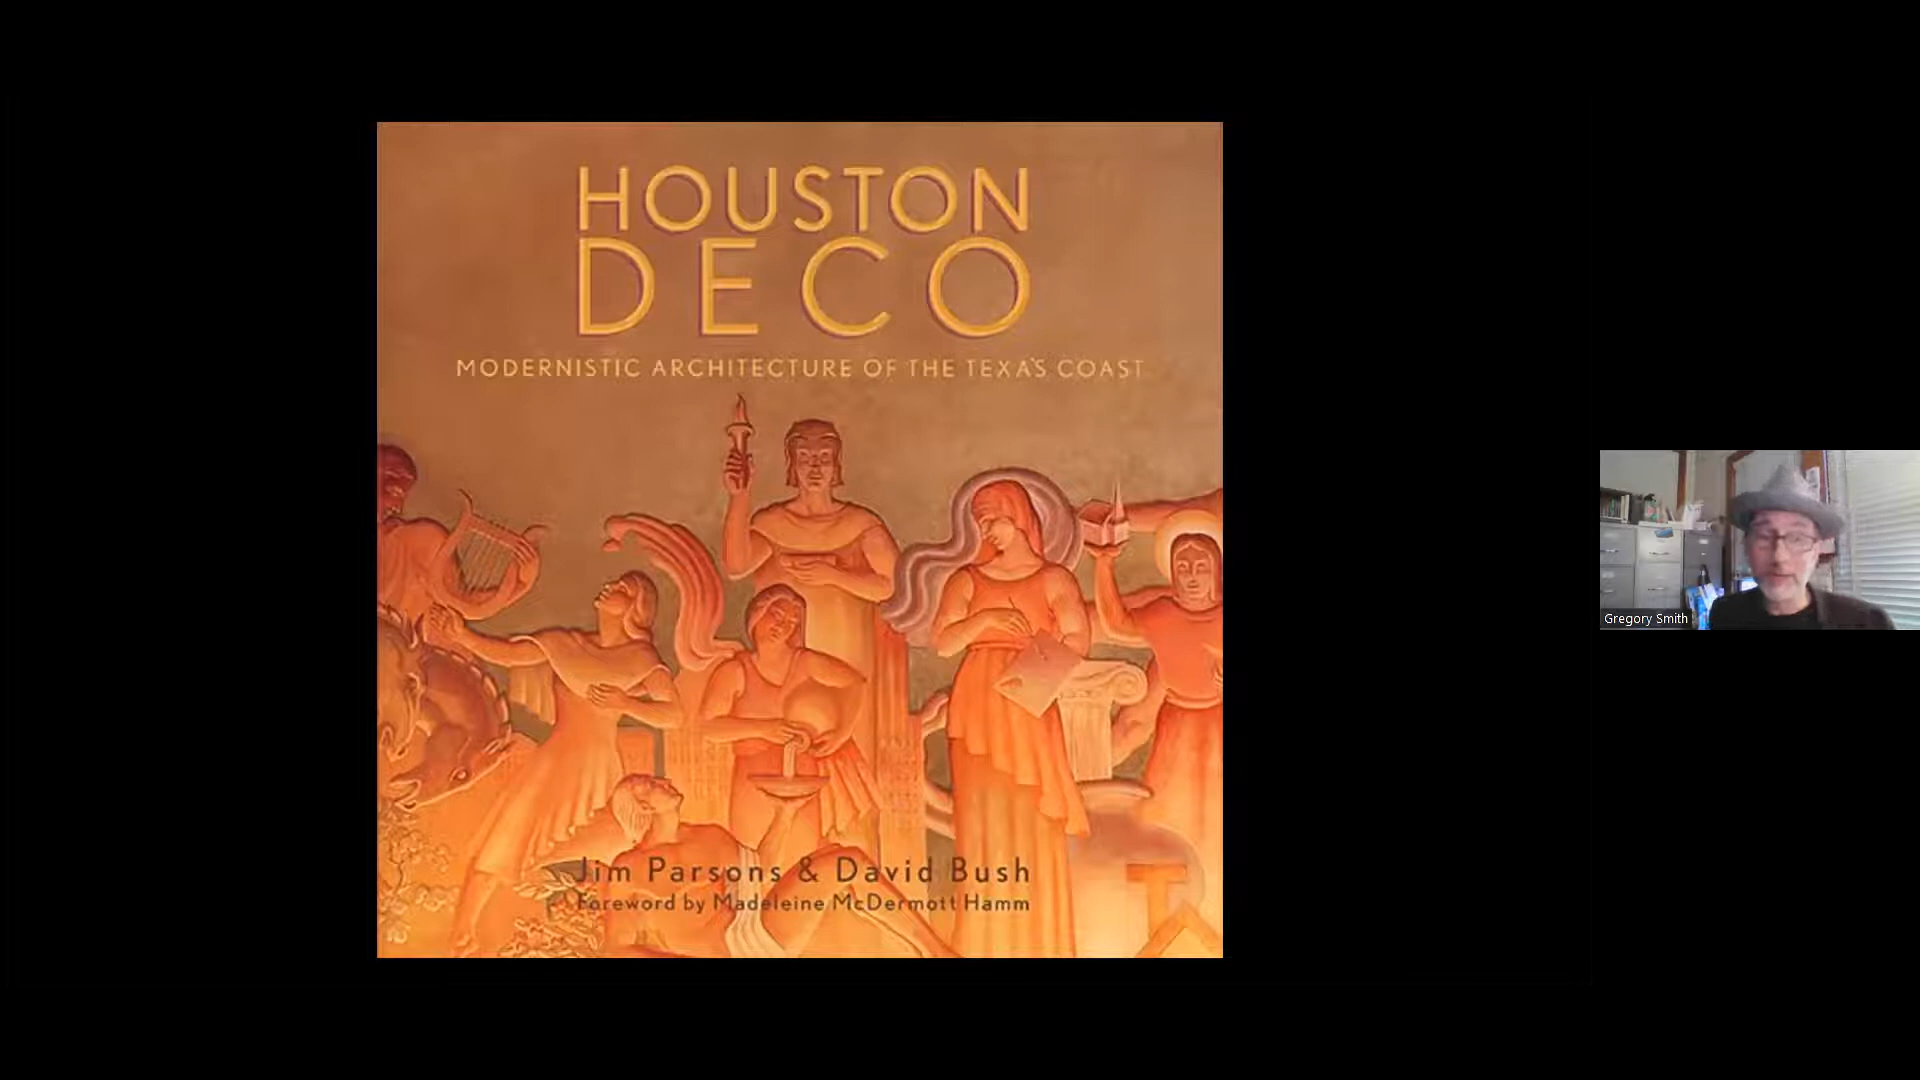 HOUSTON
DECO
MODERNISTIC ARCHITECTURE OF THE TEXAS COAST
Jim Parsons & David Bush
Foreword by Madeleine McDermott Hamm
Gregory Smith